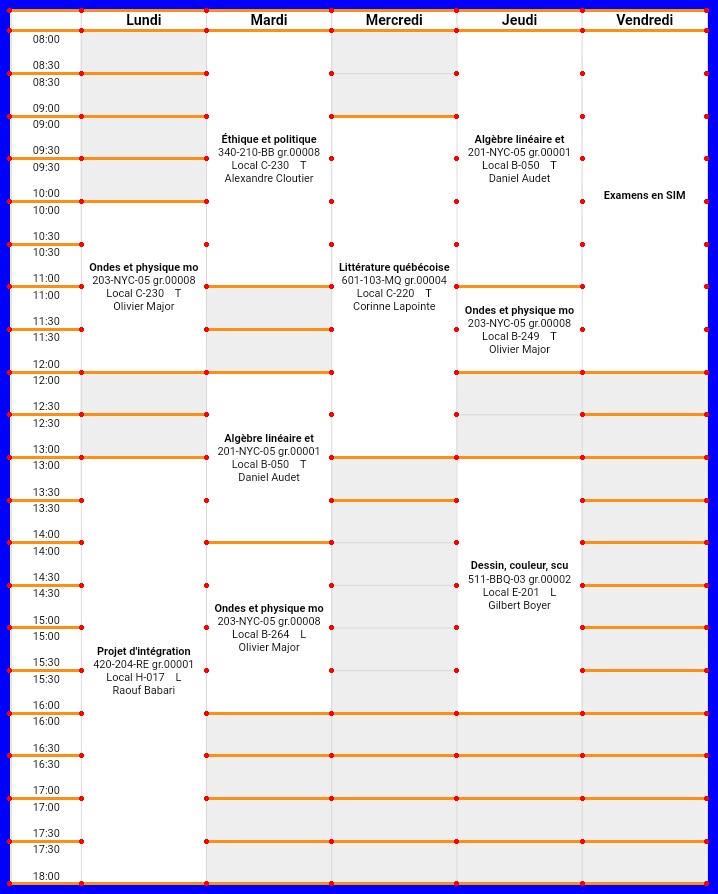 Lundi Mardi Mercredi Jeudi Vendredi
08:00
08:30
08:30
09:00
09:00
Éthique et politique
340-210-BB gr.00008
Local C-230 T
Alexandre Cloutier
Algèbre linéaire et
201-NYC-05 gr.00001
Local B-050 T
Daniel Audet
09:30
09:30
10:00
Examens en SIM
10:00
10:30
10:30
11:00
Ondes et physique mo
203-NYC-05 gr.00008
Local C-230 T
Olivier Major
Littérature québécoise
601-103-MQ gr.00004
Local C-220 T
Corinne Lapointe
11:00
11:30
11:30
Ondes et physique mo
203-NYC-05 gr.00008
Local B-249 T
Olivier Major
12:00
12:00
12:30
12:30
13:00
13:00
Algèbre linéaire et
201-NYC-05 gr.00001
Local B-050 T
Daniel Audet
13:30
13:30
14:00
14:00
14:30
14:30
Dessin, couleur, scu
511-BBQ-03 gr.00002
Local E-201 L
Gilbert Boyer
15:00
15:00
Ondes et physique mo
203-NYC-05 gr.00008
Local B-264 L
Olivier Major
15:30
15:30
Projet d'intégration
420-204-RE gr.00001
Local H-017 L
Raouf Babari
16:00
16:00
16:30
16:30
17:00
17:00
17:30
17:30
18:00